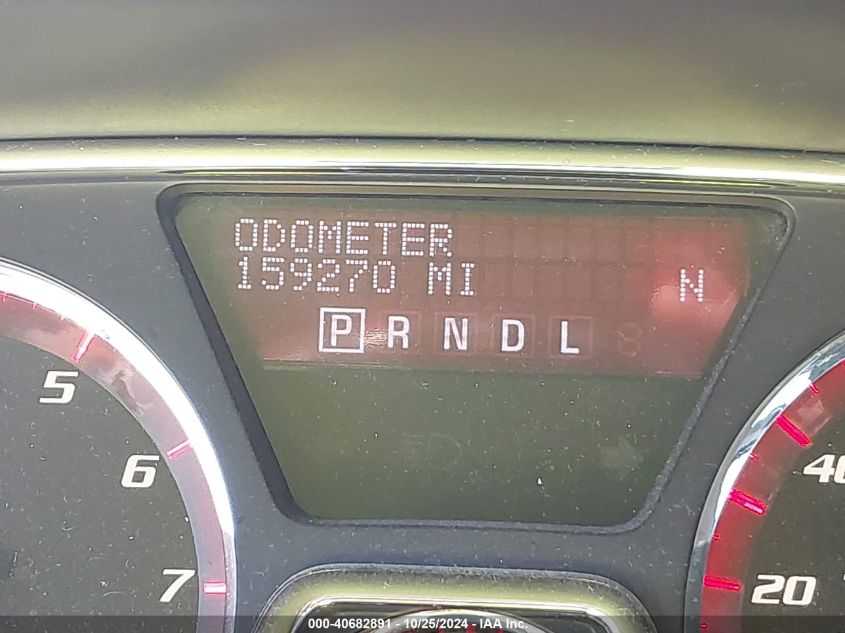 ODOMETER
159270 MI N
P R N D L
5
6
7
40
20
000-40682891 - 10/25/2024 - IAA Inc.